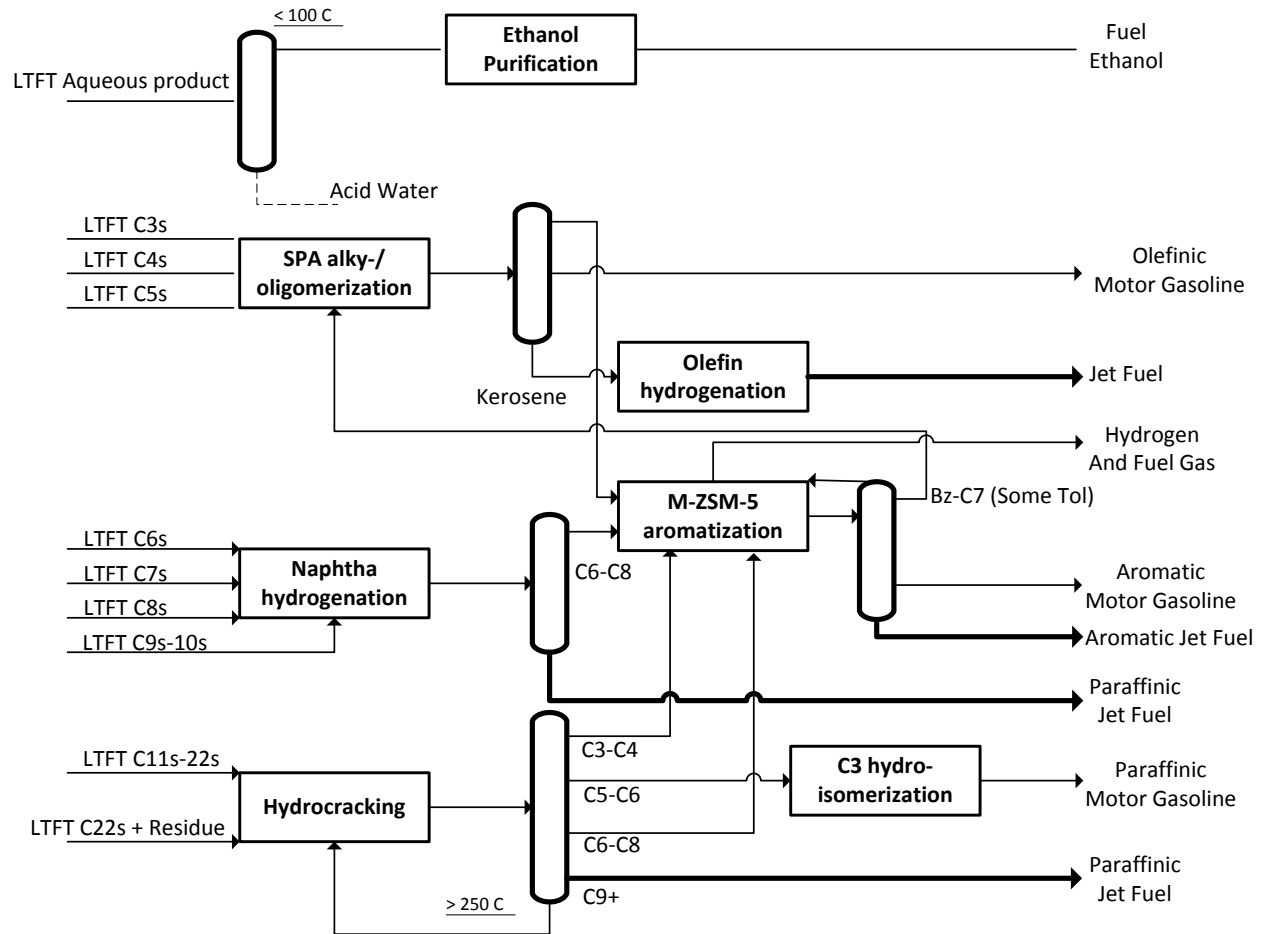 < 100 C
Ethanol
Purification
Fuel
Ethanol
LTFT Aqueous product
Acid Water
LTFT C3s
LTFT C4s
LTFT C5s
SPA alky-/
oligomerization
Olefinic
Motor Gasoline
Kerosene
Olefin
hydrogenation
Jet Fuel
Hydrogen
And Fuel Gas
M-ZSM-5
aromatization
Bz-C7 (Some Tol)
LTFT C6s
LTFT C7s
LTFT C8s
LTFT C9s-10s
Naphtha
hydrogenation
C6-C8
Aromatic
Motor Gasoline
Aromatic Jet Fuel
Paraffinic
Jet Fuel
LTFT C11s-22s
LTFT C22s + Residue
Hydrocracking
C3-C4
C5-C6
C6-C8
C9+
> 250 C
C3 hydro-
isomerization
Paraffinic
Motor Gasoline
Paraffinic
Jet Fuel